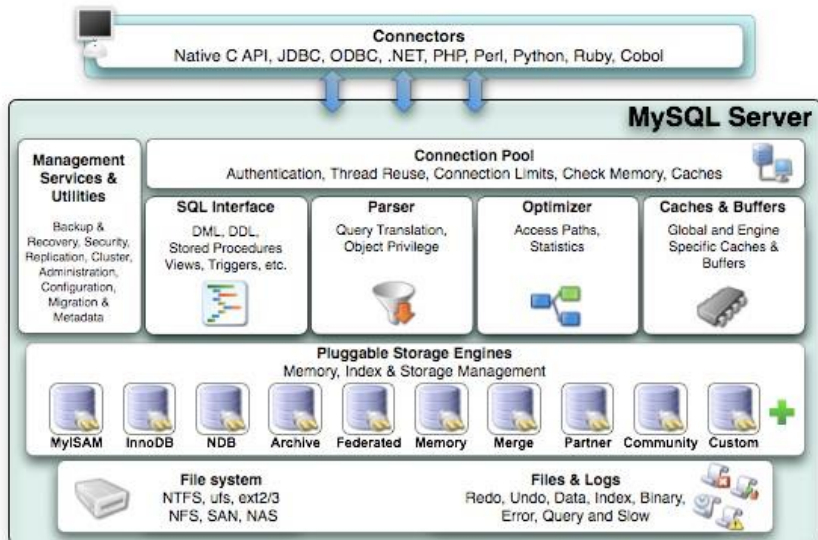 Connectors
Native C API, JDBC, ODBC, .NET, PHP, Perl, Python, Ruby, Cobol
MySQL Server
Management
Services &
Utilities
Backup &
Recovery, Security,
Replication, Cluster,
Administration,
Configuration,
Migration &
Metadata
Connection Pool
Authentication, Thread Reuse, Connection Limits, Check Memory, Caches
SQL Interface
DML, DDL,
Stored Procedures
Views, Triggers, etc.
Parser
Query Translation,
Object Privilege
Optimizer
Access Paths,
Statistics
Caches & Buffers
Global and Engine
Specific Caches &
Buffers
Pluggable Storage Engines
Memory, Index & Storage Management
MyISAM
InnoDB
NDB
Archive
Federated
Memory
Merge
Partner
Community
Custom
File system
NTFS, ufs, ext2/3
NFS, SAN, NAS
Files & Logs
Redo, Undo, Data, Index, Binary,
Error, Query and Slow